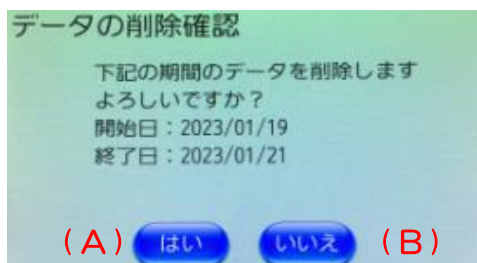 データの削除確認
下記の期間のデータを削除します
よろしいですか?
開始日:2023/01/19
終了日:2023/01/21
(A) はい いいえ (B)